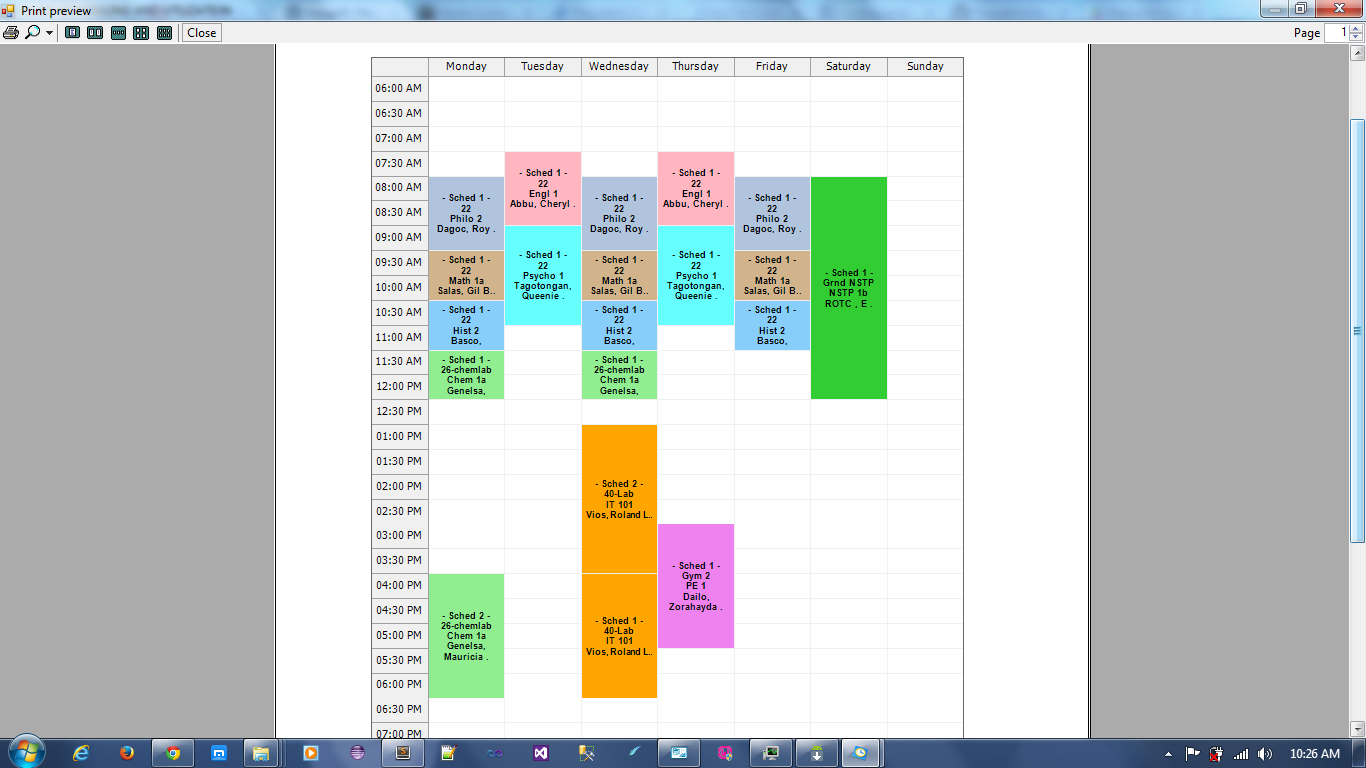 Print preview
Close
Page 1
Monday Tuesday Wednesday Thursday Friday Saturday Sunday
06:00 AM
06:30 AM
07:00 AM
07:30 AM
08:00 AM
08:30 AM
09:00 AM
09:30 AM
10:00 AM
10:30 AM
11:00 AM
11:30 AM
12:00 PM
12:30 PM
01:00 PM
01:30 PM
02:00 PM
02:30 PM
03:00 PM
03:30 PM
04:00 PM
04:30 PM
05:00 PM
05:30 PM
06:00 PM
06:30 PM
07:00 PM
- Sched 1 -
22
Philo 2
Dagoc, Roy .
- Sched 1 -
22
Math 1a
Salas, Gil B..
- Sched 1 -
22
Hist 2
Basco,
- Sched 1 -
26-chemlab
Chem 1a
Genelsa,
- Sched 2 -
26-chemlab
Chem 1a
Genelsa,
Mauricia .
- Sched 1 -
22
Engl 1
Abbu, Cheryl .
- Sched 1 -
22
Psycho 1
Tagotongan,
Queenie .
- Sched 1 -
22
Philo 2
Dagoc, Roy .
- Sched 1 -
22
Math 1a
Salas, Gil B..
- Sched 1 -
22
Hist 2
Basco,
- Sched 1 -
26-chemlab
Chem 1a
Genelsa,
- Sched 2 -
40-Lab
IT 101
Vios, Roland L..
- Sched 1 -
40-Lab
IT 101
Vios, Roland L..
- Sched 1 -
22
Engl 1
Abbu, Cheryl .
- Sched 1 -
22
Psycho 1
Tagotongan,
Queenie .
- Sched 1 -
Gym 2
PE 1
Dailo,
Zorahayda .
- Sched 1 -
22
Philo 2
Dagoc, Roy .
- Sched 1 -
22
Math 1a
Salas, Gil B..
- Sched 1 -
22
Hist 2
Basco,
- Sched 1 -
Grnd NSTP
NSTP 1b
ROTC , E .
10:26 AM